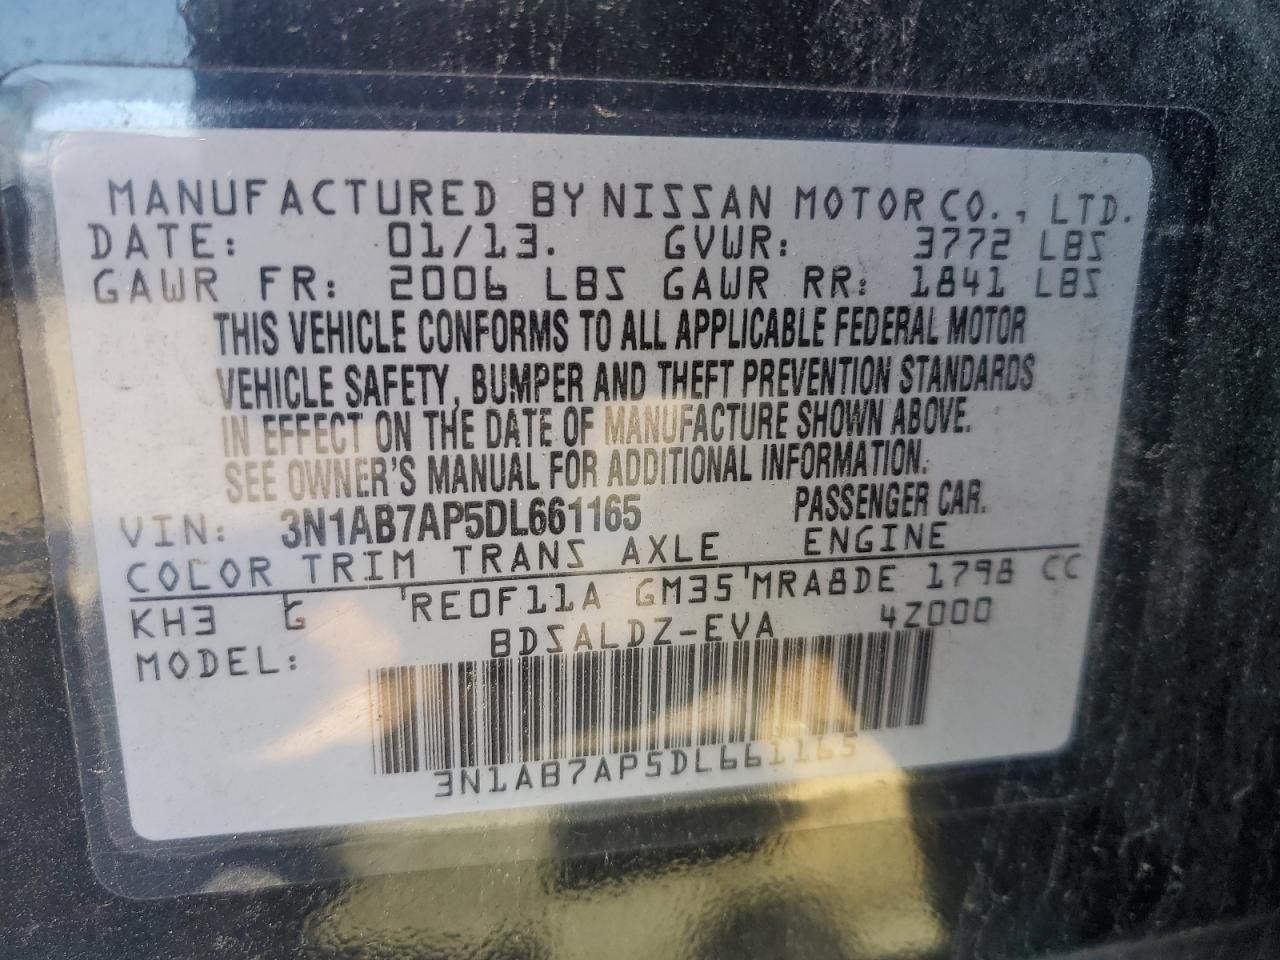 MANUFACTURED BY NISSAN MOTOR CO., LTD.
DATE: 01/13. GVWR: 3772 LBS
GAWR FR: 2006 LBS GAWR RR: 1841 LBS
THIS VEHICLE CONFORMS TO ALL APPLICABLE FEDERAL MOTOR
VEHICLE SAFETY, BUMPER AND THEFT PREVENTION STANDARDS
IN EFFECT ON THE DATE OF MANUFACTURE SHOWN ABOVE.
SEE OWNER'S MANUAL FOR ADDITIONAL INFORMATION.
VIN: 3N1AB7AP5DL661165 PASSENGER CAR.
COLOR TRIM TRANS AXLE ENGINE
KH3 G RE0F11A GM35 MRA8DE 1798 CC
MODEL: BDSALDZ-EVA 4Z000
3N1AB7AP5DL661165